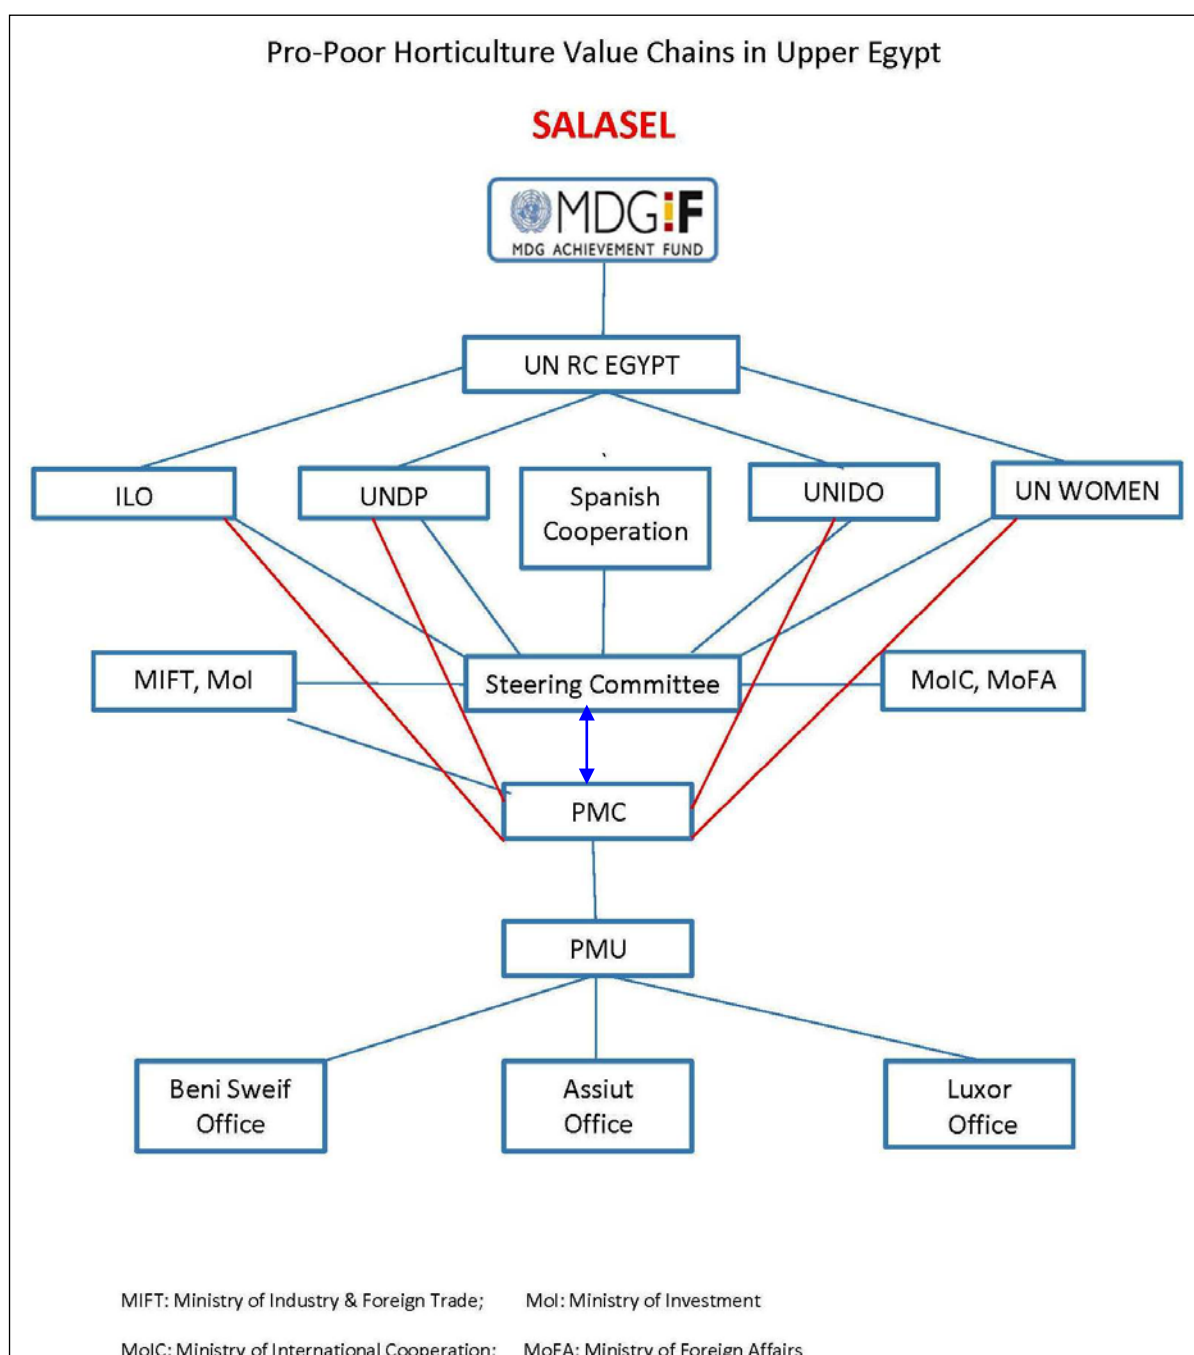 Pro-Poor Horticulture Value Chains in Upper Egypt
SALASEL
MDG:F
MDG ACHIEVEMENT FUND
UN RC EGYPT
ILO
UNDP
Spanish
Cooperation
UNIDO
UN WOMEN
MIFT, MoI
Steering Committee
MoIC, MoFA
PMC
PMU
Beni Sweif
Office
Assiut
Office
Luxor
Office
MIFT: Ministry of Industry & Foreign Trade; MoI: Ministry of Investment
MoIC: Ministry of International Cooperation; MoFA: Ministry of Foreign Affairs